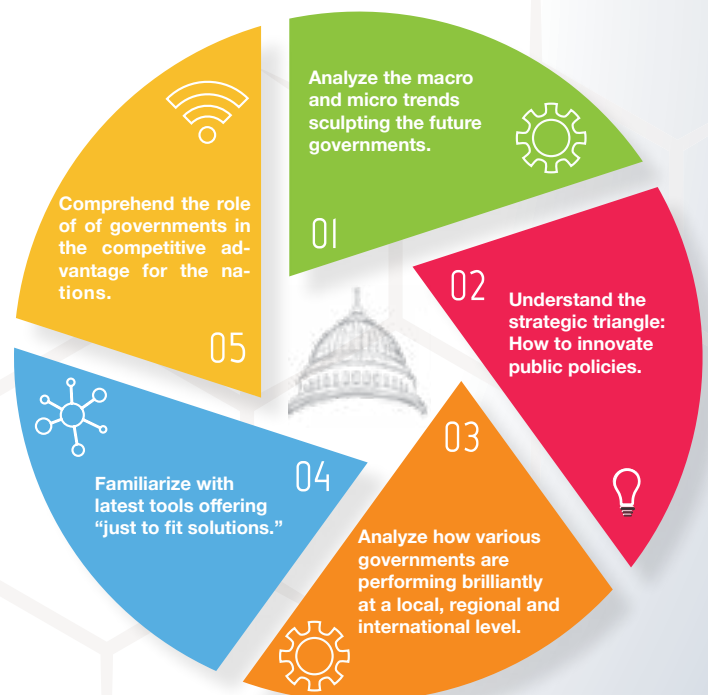 Analyze the macro
and micro trends
sculpting the future
governments.
01
02
Understand the
strategic triangle:
How to innovate
public policies.
03
Analyze how various
governments are
performing brilliantly
at a local, regional and
international level.
04
Familiarize with
latest tools offering
“just to fit solutions.”
Comprehend the role
of of governments in
the competitive ad-
vantage for the na-
tions.
05